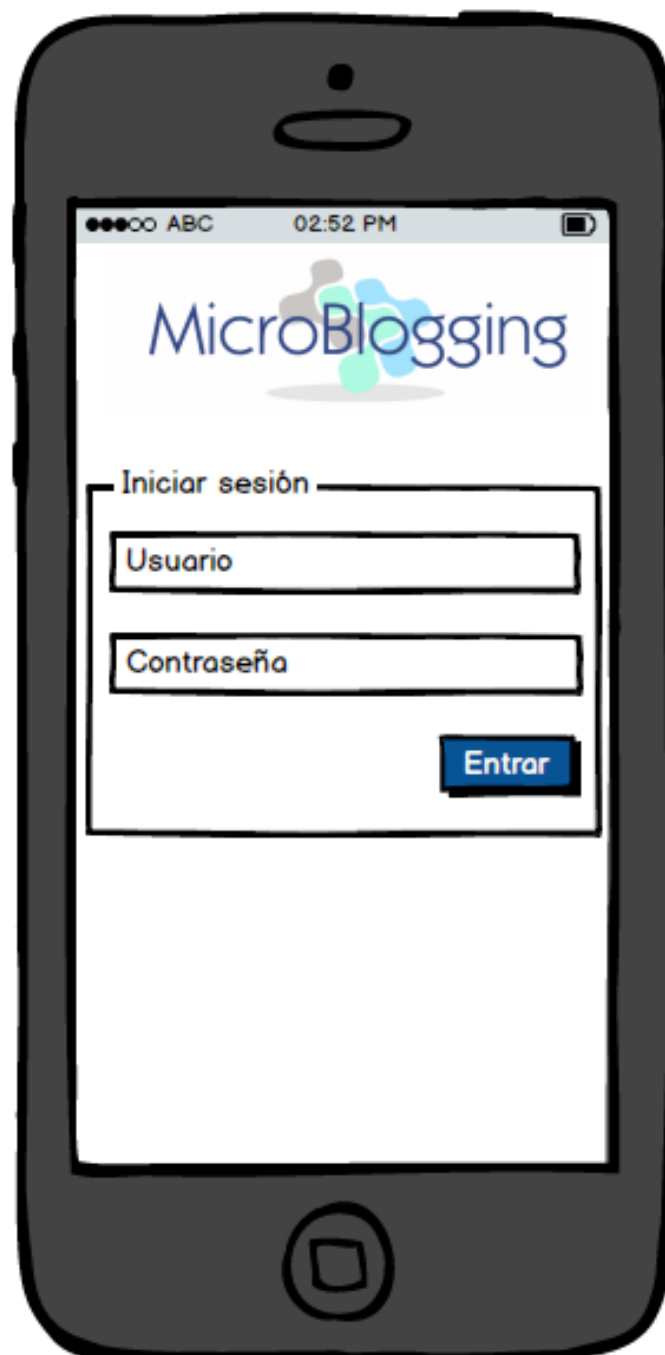 ABC 02:52 PM
MicroBlogging
Iniciar sesión
Usuario
Contraseña
Entrar